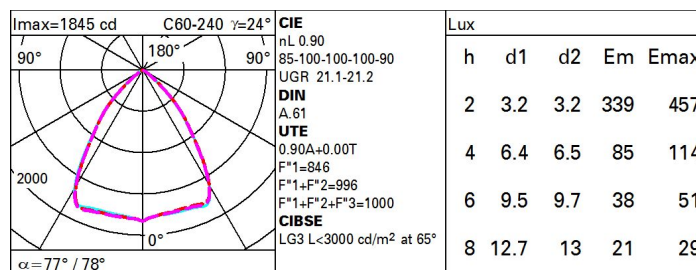 Imax=1845 cd C60-240 γ=24°
90° 180° 90°
2000
0°
α=77° / 78°
CIE
nL 0.90
85-100-100-100-90
UGR 21.1-21.2
DIN
A.61
UTE
0.90A+0.00T
F"1=846
F"1+F"2=996
F"1+F"2+F"3=1000
CIBSE
LG3 L<3000 cd/m² at 65°
Lux
h d1 d2 Em Emax
2 3.2 3.2 339 457
4 6.4 6.5 85 114
6 9.5 9.7 38 51
8 12.7 13 21 29